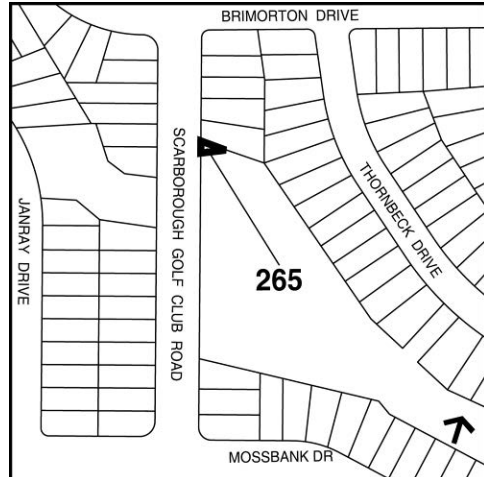 BRIMORTON DRIVE
SCARBOROUGH GOLF CLUB ROAD
THORNBECK DRIVE
JANRAY DRIVE
265
MOSSBANK DR